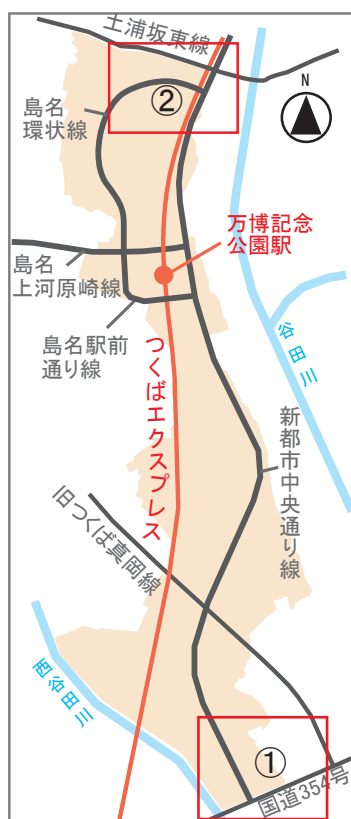 土浦坂東線
②
N
島名
環状線
万博記念
公園駅
島名
上河原崎線
島名駅前
通り線
谷田川
つくばエクスプレス
新都市中央通り線
旧つくば真岡線
西谷田川
①
国道354号